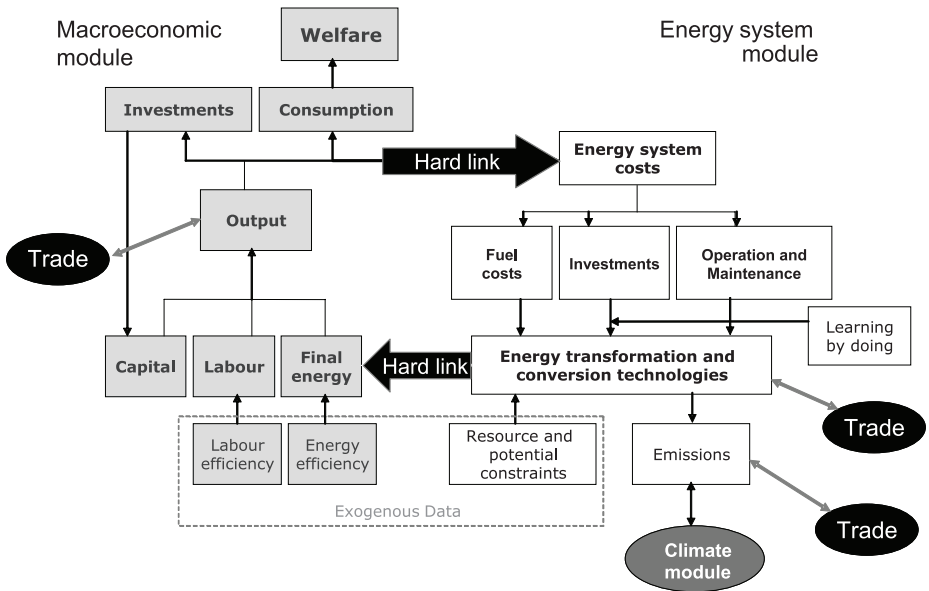 Macroeconomic
module
Welfare
Energy system
module
Investments
Consumption
Hard link
Energy system
costs
Output
Trade
Fuel
costs
Investments
Operation and
Maintenance
Learning
by doing
Capital
Labour
Final
energy
Hard link
Energy transformation and
conversion technologies
Trade
Labour
efficiency
Energy
efficiency
Resource and
potential
constraints
Emissions
Exogenous Data
Trade
Climate
module